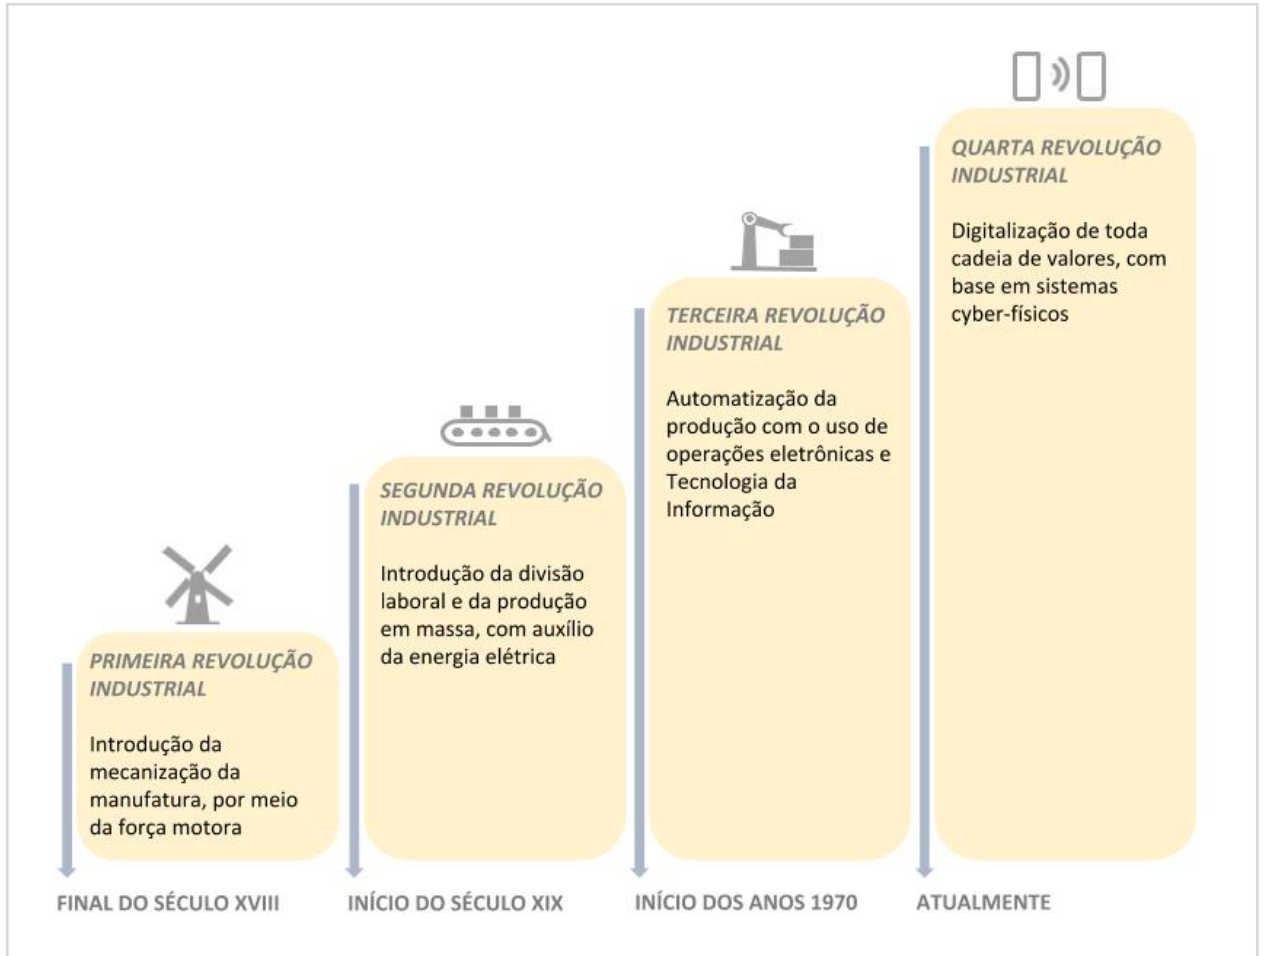 QUARTA REVOLUÇÃO
INDUSTRIAL
Digitalização de toda
cadeia de valores, com
base em sistemas
cyber-físicos
TERCEIRA REVOLUÇÃO
INDUSTRIAL
Automatização da
produção com o uso de
operações eletrônicas e
Tecnologia da
Informação
SEGUNDA REVOLUÇÃO
INDUSTRIAL
Introdução da divisão
laboral e da produção
em massa, com auxílio
da energia elétrica
PRIMEIRA REVOLUÇÃO
INDUSTRIAL
Introdução da
mecanização da
manufatura, por meio
da força motora
FINAL DO SÉCULO XVIII
INÍCIO DO SÉCULO XIX
INÍCIO DOS ANOS 1970
ATUALMENTE